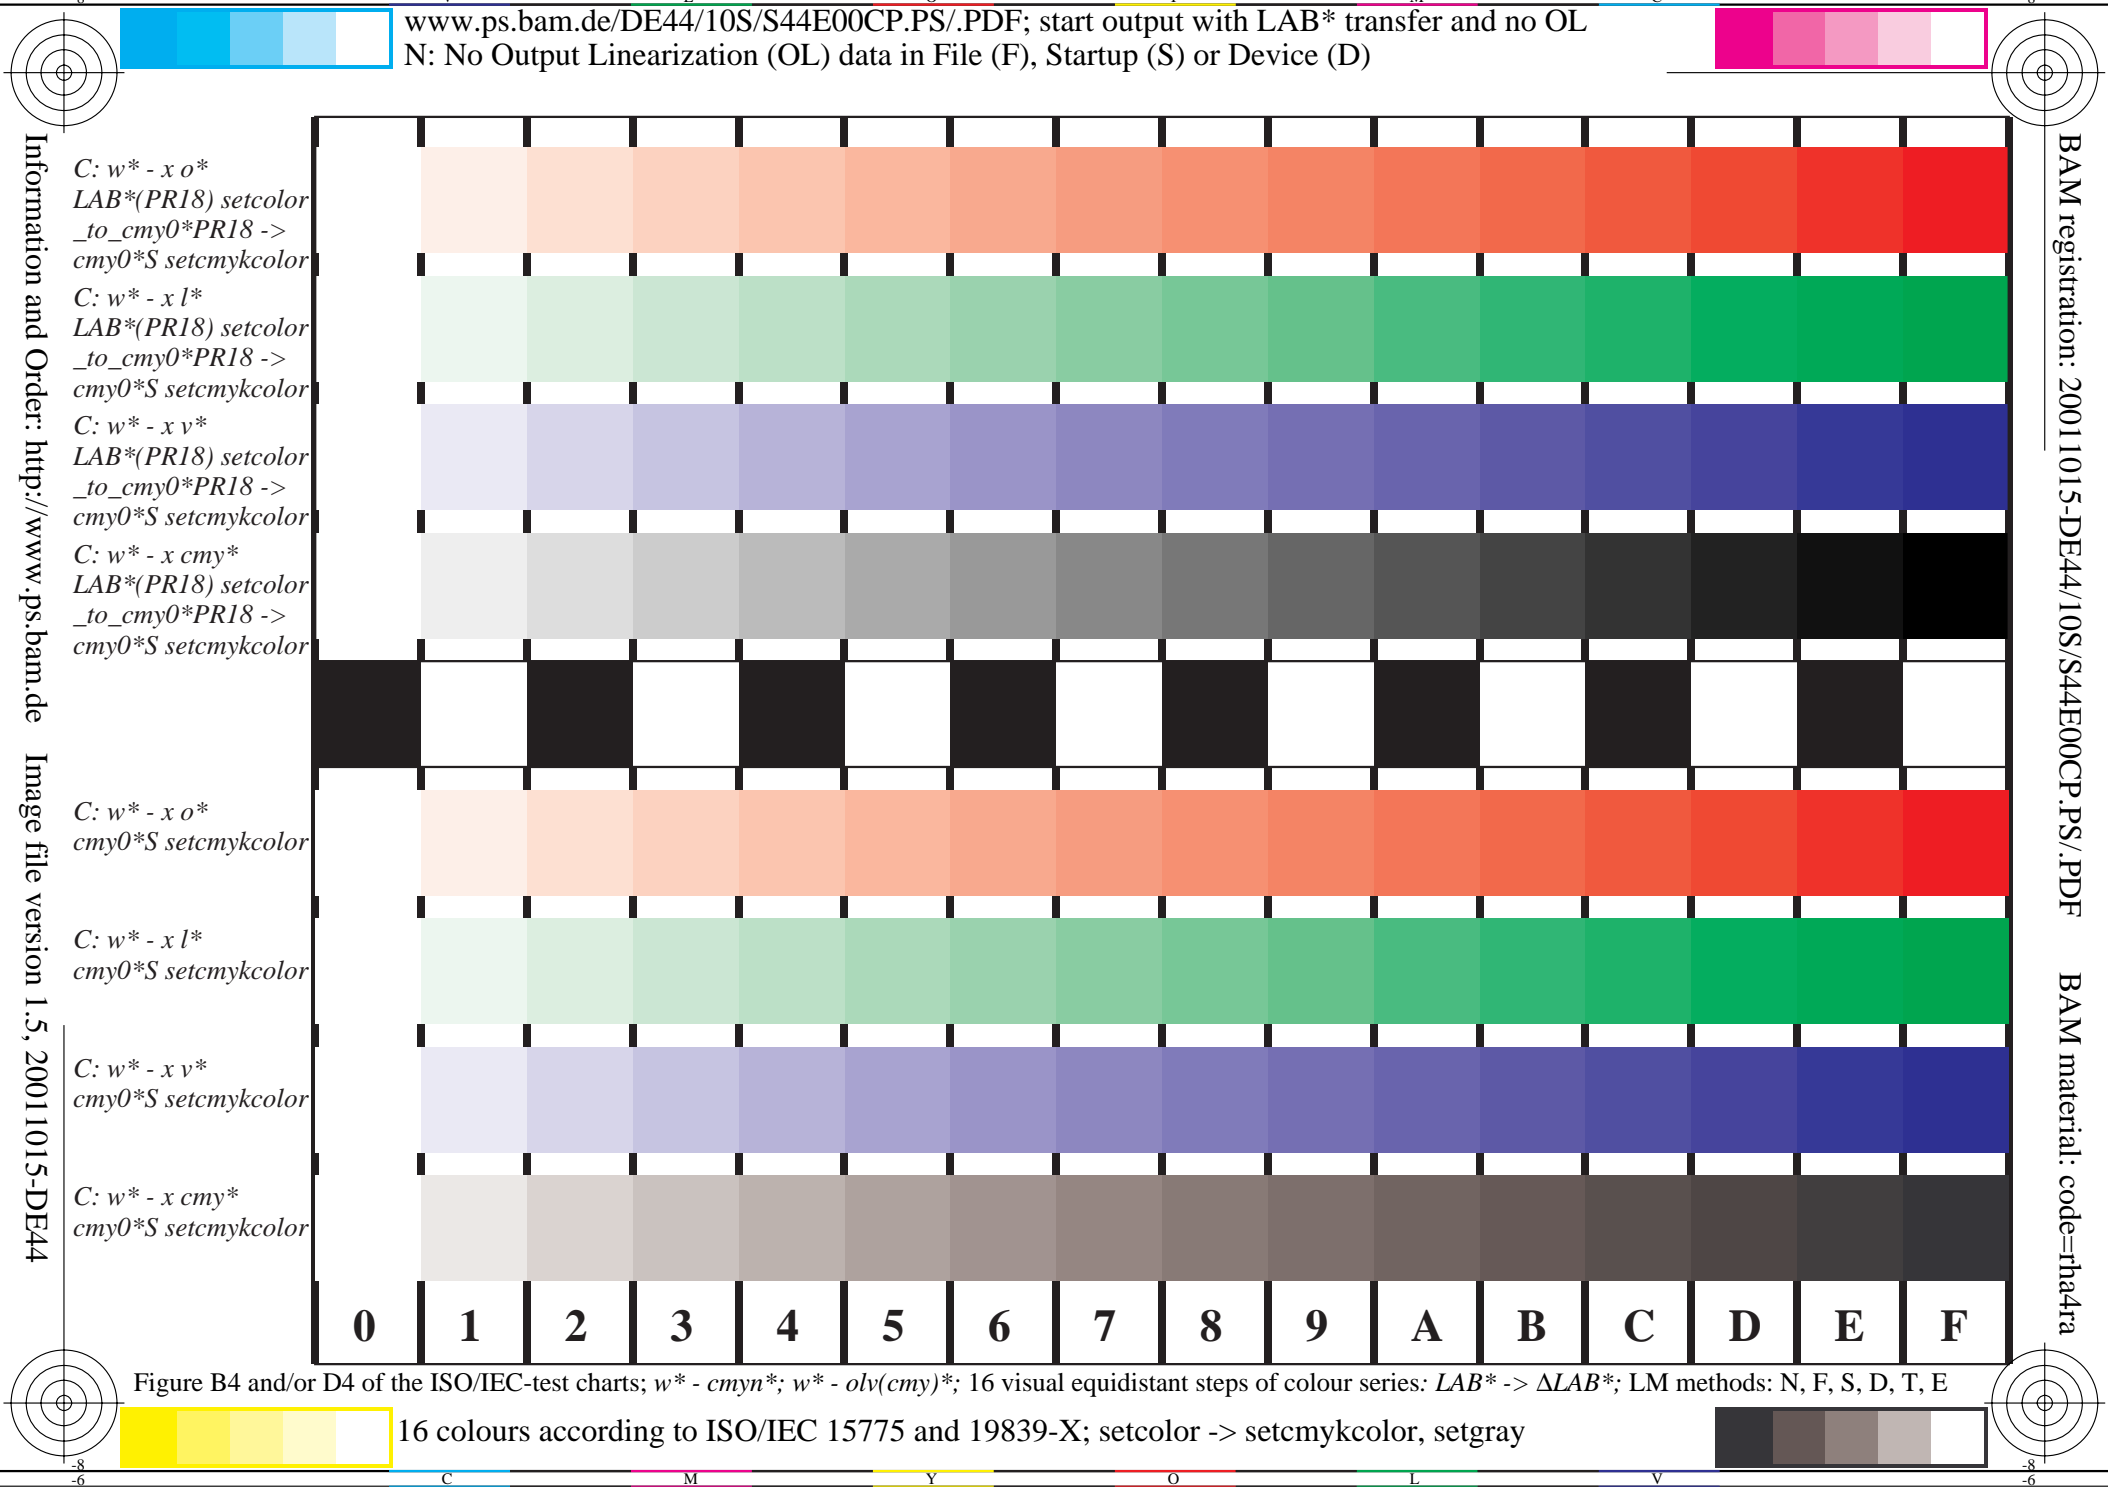 www.ps.bam.de/DE44/10S/S44E00CP.PS/.PDF; start output with LAB* transfer and no OL
N: No Output Linearization (OL) data in File (F), Startup (S) or Device (D)
Information and Order: http://www.ps.bam.de Image file version 1.5, 20011015-DE44
C: w* - x o*
LAB*(PR18) setcolor
_to_cmy0*PR18 ->
cmy0*S setcmykcolor
C: w* - x l*
LAB*(PR18) setcolor
_to_cmy0*PR18 ->
cmy0*S setcmykcolor
C: w* - x v*
LAB*(PR18) setcolor
_to_cmy0*PR18 ->
cmy0*S setcmykcolor
C: w* - x cmy*
LAB*(PR18) setcolor
_to_cmy0*PR18 ->
cmy0*S setcmykcolor
C: w* - x o*
cmy0*S setcmykcolor
C: w* - x l*
cmy0*S setcmykcolor
C: w* - x v*
cmy0*S setcmykcolor
C: w* - x cmy*
cmy0*S setcmykcolor
0 1 2 3 4 5 6 7 8 9 A B C D E F
BAM registration: 20011015-DE44/10S/S44E00CP.PS/.PDF BAM material: code=rha4ra
Figure B4 and/or D4 of the ISO/IEC-test charts; w* - cmyn*; w* - olv(cmy)*; 16 visual equidistant steps of colour series: LAB* -> ΔLAB*; LM methods: N, F, S, D, T, E
16 colours according to ISO/IEC 15775 and 19839-X; setcolor -> setcmykcolor, setgray
-8 -8
-6 C M Y O L V -6